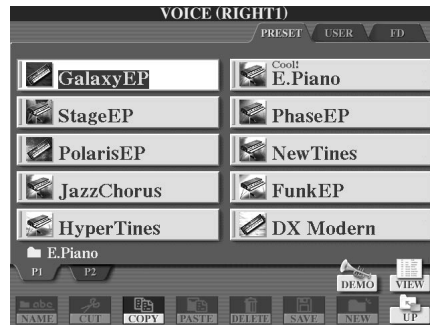 VOICE (RIGHT1)
PRESET USER FD
GalaxyEP
Cool!
E.Piano
StageEP
PhaseEP
PolarisEP
NewTines
JazzChorus
FunkEP
HyperTines
DX Modern
E.Piano
P1 P2
DEMO VIEW
abc
NAME CUT COPY PASTE DELETE SAVE NEW UP